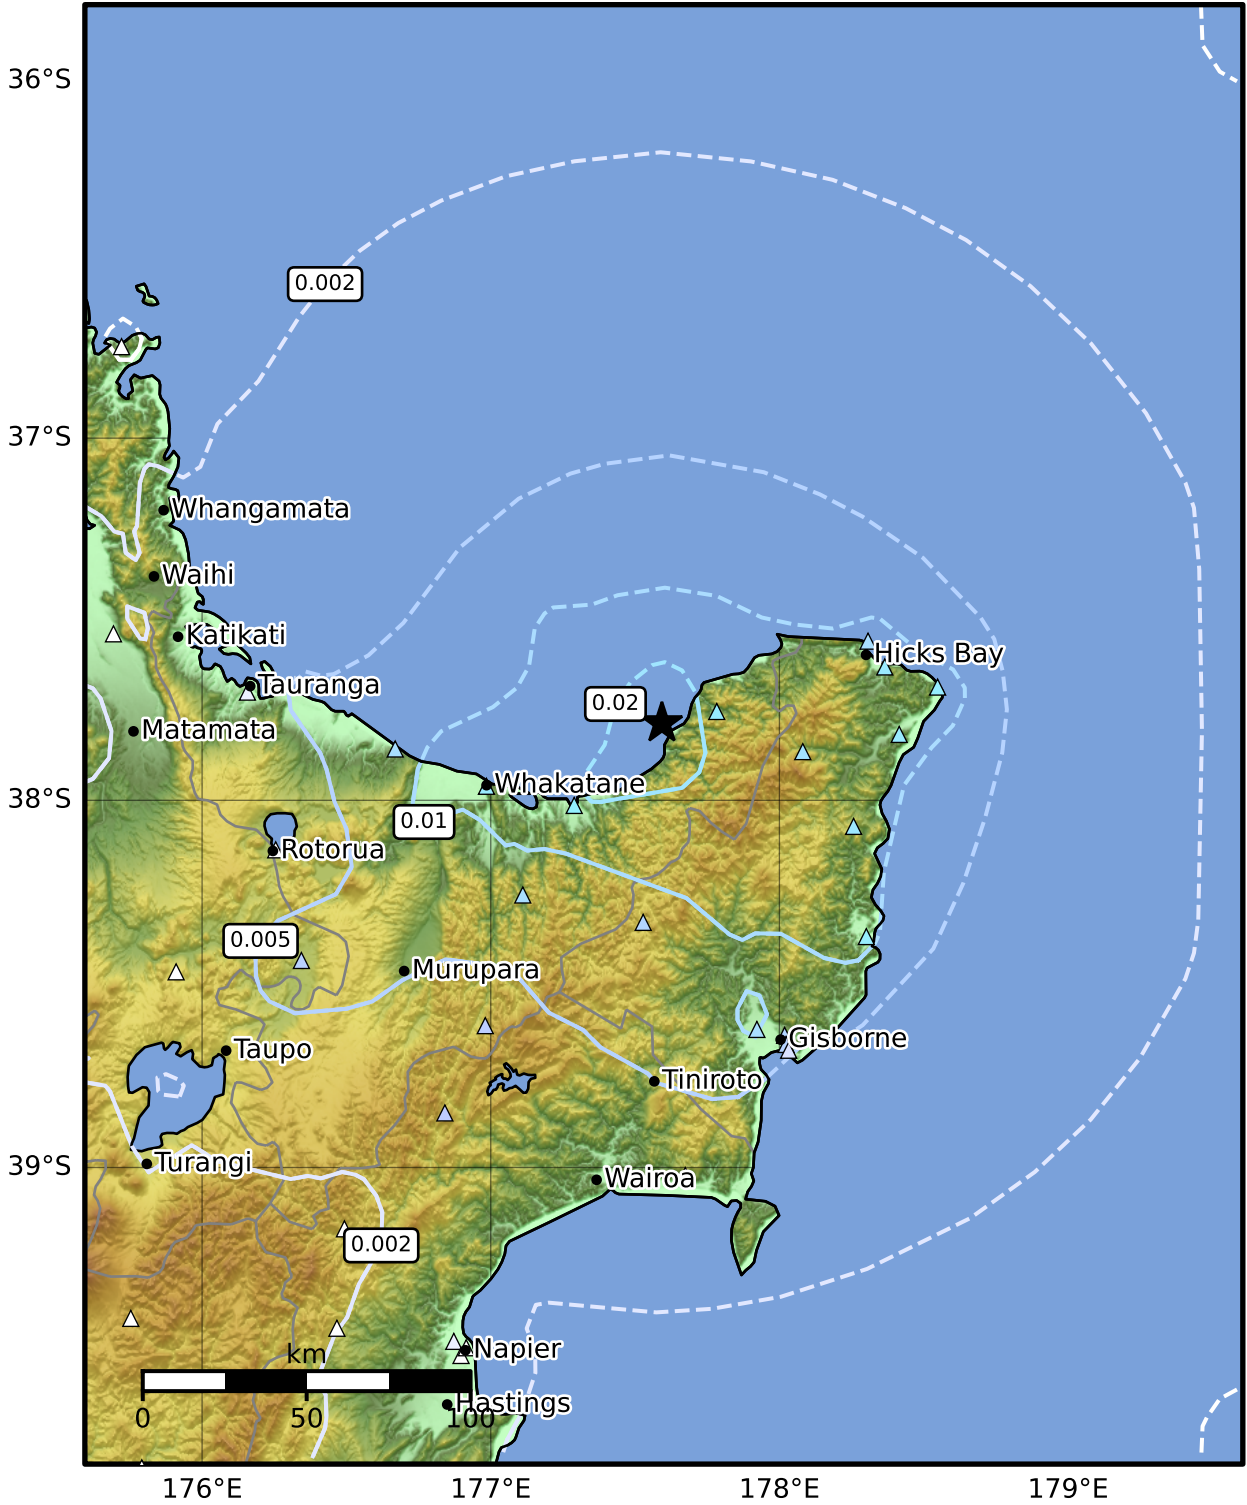 36°S
0.002
37°S
Whangamata
Waihi
Katikati
Hicks Bay
Tauranga
0.02
Matamata
Whakatane
38°S
0.01
Rotorua
0.005
Murupara
Gisborne
Taupo
Tiniroto
39°S
Turangi
Wairoa
0.002
Napier
km
Hastings
0 50 100
176°E 177°E 178°E 179°E